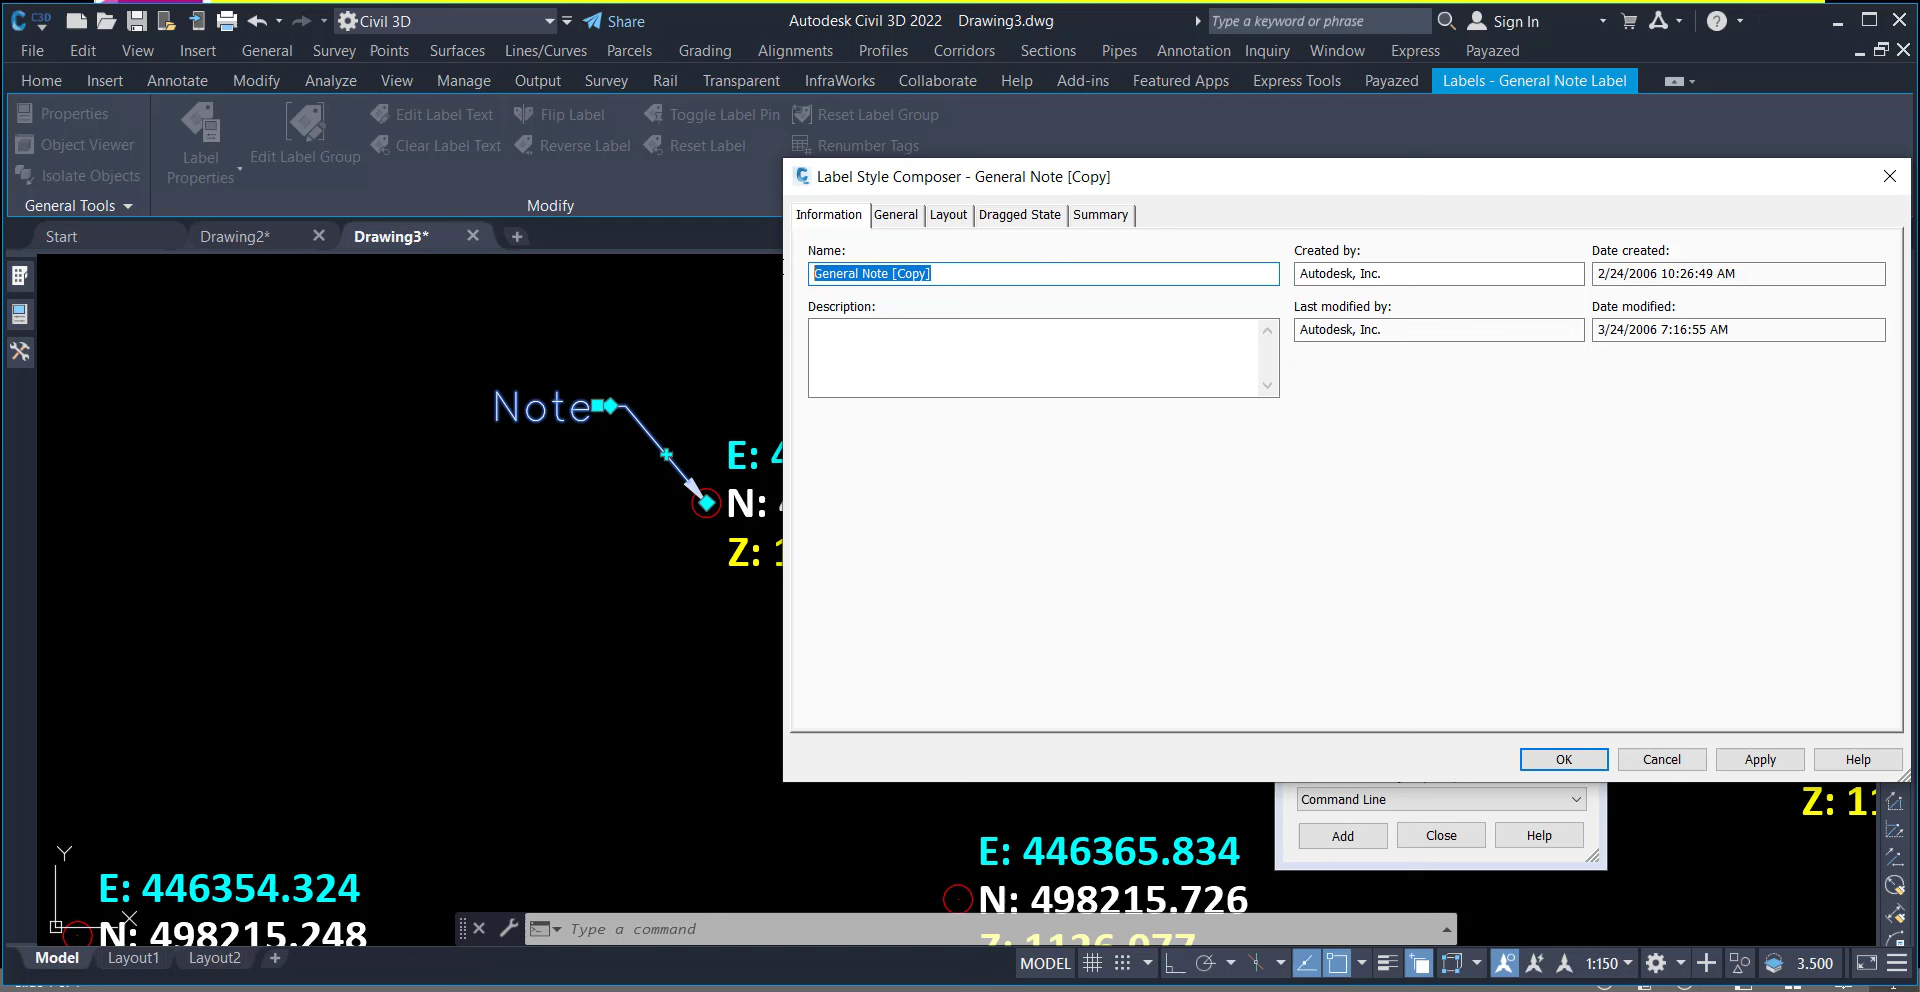 C3D Civil 3D Share Autodesk Civil 3D 2022 Drawing3.dwg Type a keyword or phrase Sign In
File Edit View Insert General Survey Points Surfaces Lines/Curves Parcels Grading Alignments Profiles Corridors Sections Pipes Annotation Inquiry Window Express Payazed
Home Insert Annotate Modify Analyze View Manage Output Survey Rail Transparent InfraWorks Collaborate Help Add-ins Featured Apps Express Tools Payazed Labels - General Note Label
Properties
Object Viewer
Isolate Objects
General Tools
Label
Properties
Edit Label Group
Edit Label Text
Clear Label Text
Flip Label
Reverse Label
Toggle Label Pin
Reset Label
Reset Label Group
Renumber Tags
Modify
Start Drawing2* Drawing3*
Label Style Composer - General Note [Copy]
Information General Layout Dragged State Summary
Name:
General Note [Copy]
Description:
Created by:
Autodesk, Inc.
Date created:
2/24/2006 10:26:49 AM
Last modified by:
Autodesk, Inc.
Date modified:
3/24/2006 7:16:55 AM
OK Cancel Apply Help
Note
E: 4
N:
Z: 1
Command Line
Add Close Help
Z: 11
E: 446365.834
N: 498215.726
Z: 1126.077
Y
X
E: 446354.324
N: 498215.248
Type a command
Model Layout1 Layout2
MODEL 1:150 3.500